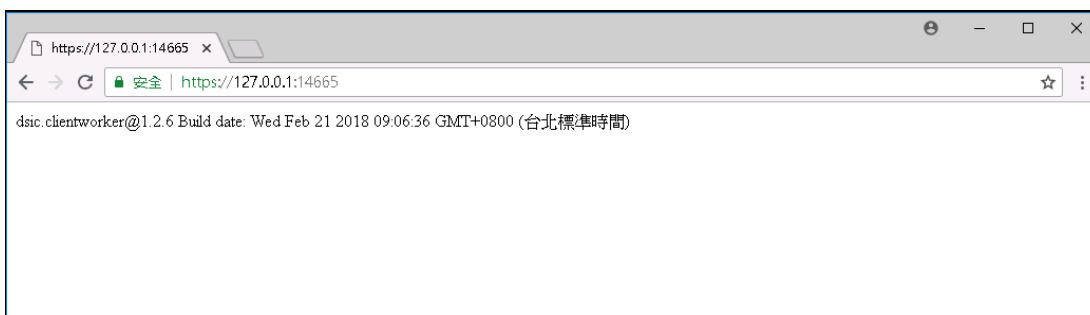 https://127.0.0.1:14665
安全 | https://127.0.0.1:14665
dsic.clientworker@1.2.6 Build date: Wed Feb 21 2018 09:06:36 GMT+0800 (台北標準時間)